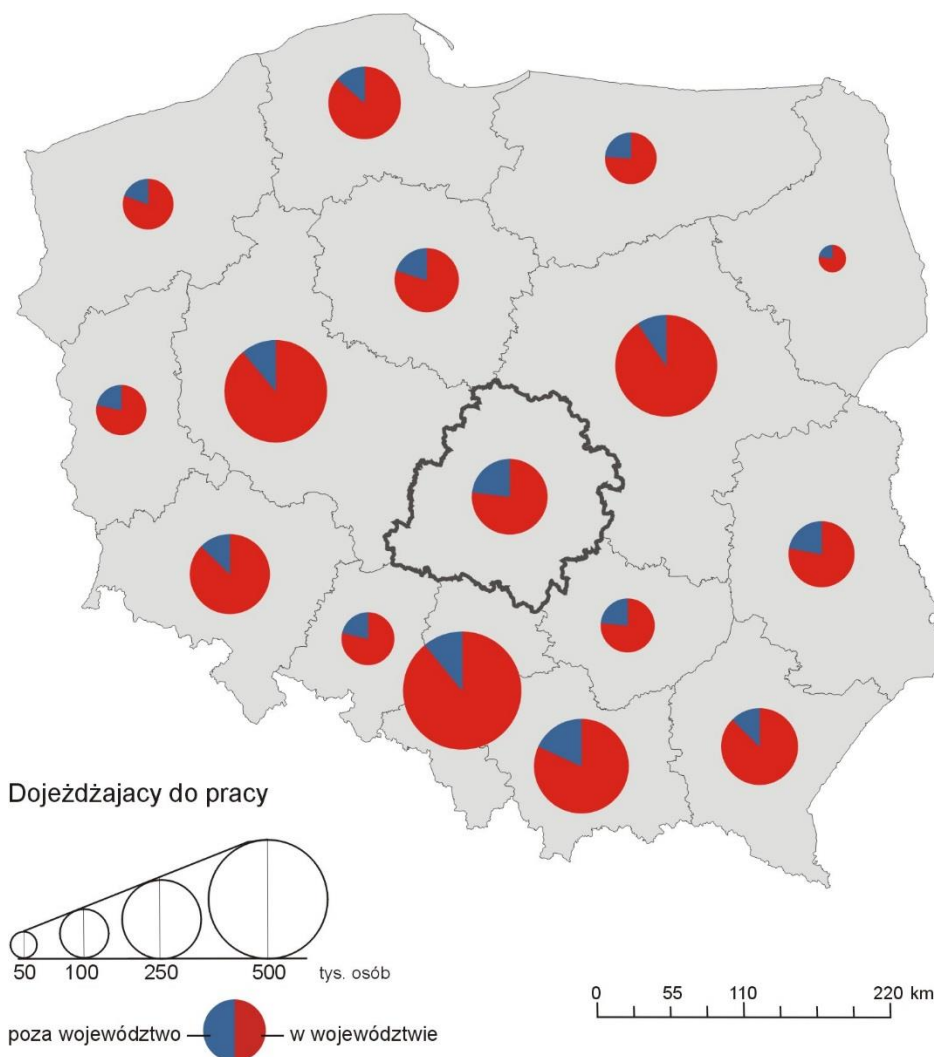 Dojeżdżajacy do pracy
50 100 250 500 tys. osób
poza województwo w województwie
0 55 110 220 km